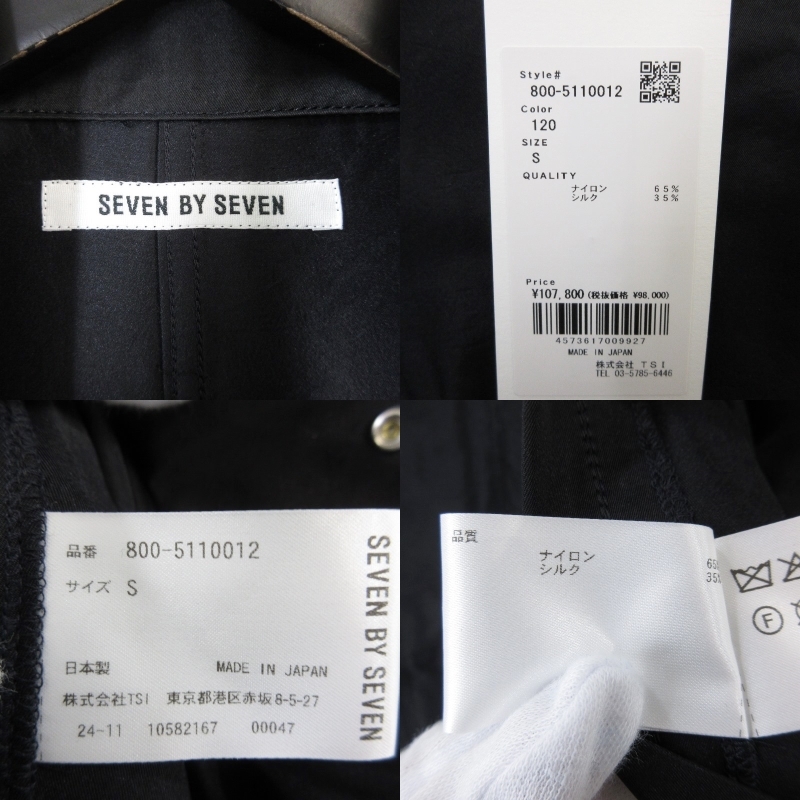 SEVEN BY SEVEN
Style#
800-5110012
Color
120
SIZE
S
QUALITY
ナイロン 65%
シルク 35%
Price
¥107,800 (税抜価格 ¥98,000)
4573617009927
MADE IN JAPAN
株式会社 TSI
TEL 03-5785-6446
品番 800-5110012
サイズ S
日本製 MADE IN JAPAN
株式会社TSI 東京都港区赤坂8-5-27
24-11 10582167 00047
SEVEN BY SEVEN
品質
ナイロン 65
シルク 35%
F